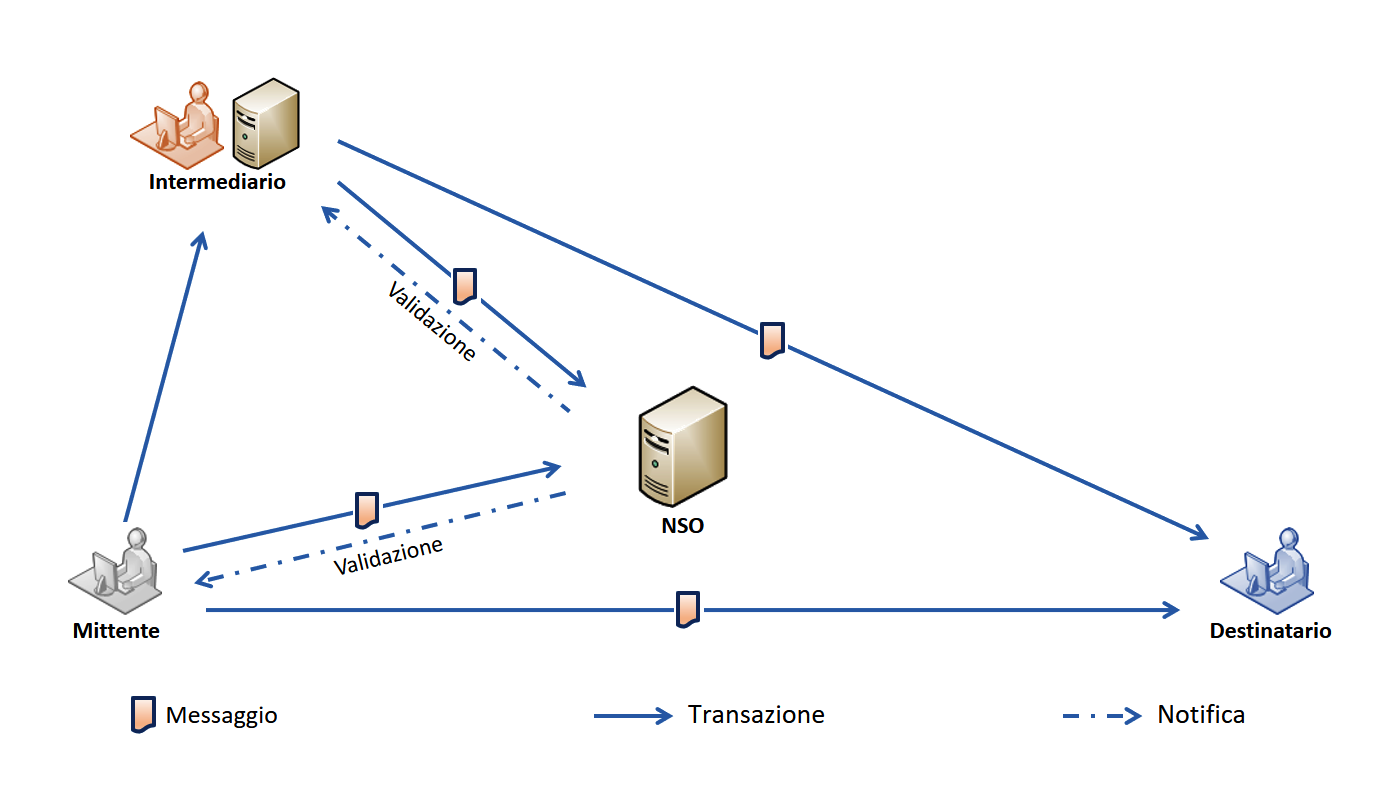 Intermediario
Validazione
NSO
Validazione
Mittente
Destinatario
Messaggio
Transazione
Notifica